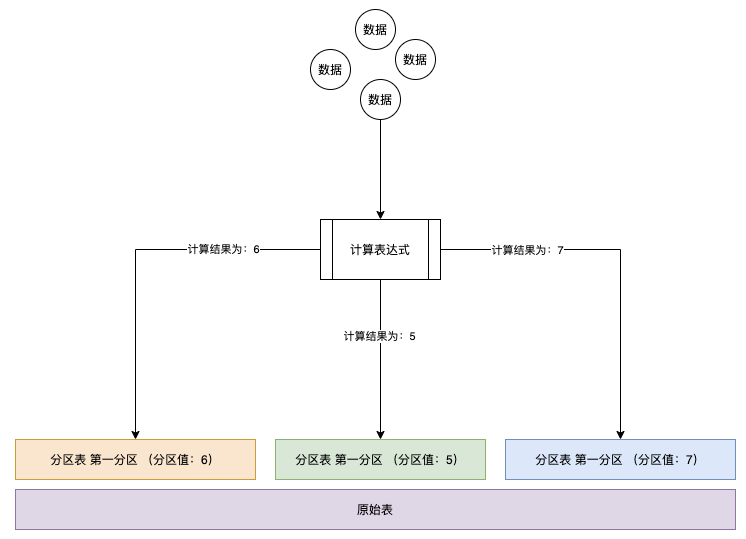 数据
数据
数据
数据
计算表达式
计算结果为：6
计算结果为：7
计算结果为：5
分区表 第一分区 （分区值：6)
分区表 第一分区 （分区值：5)
分区表 第一分区 （分区值：7)
原始表